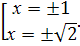 x = ±1
x = ±√2.